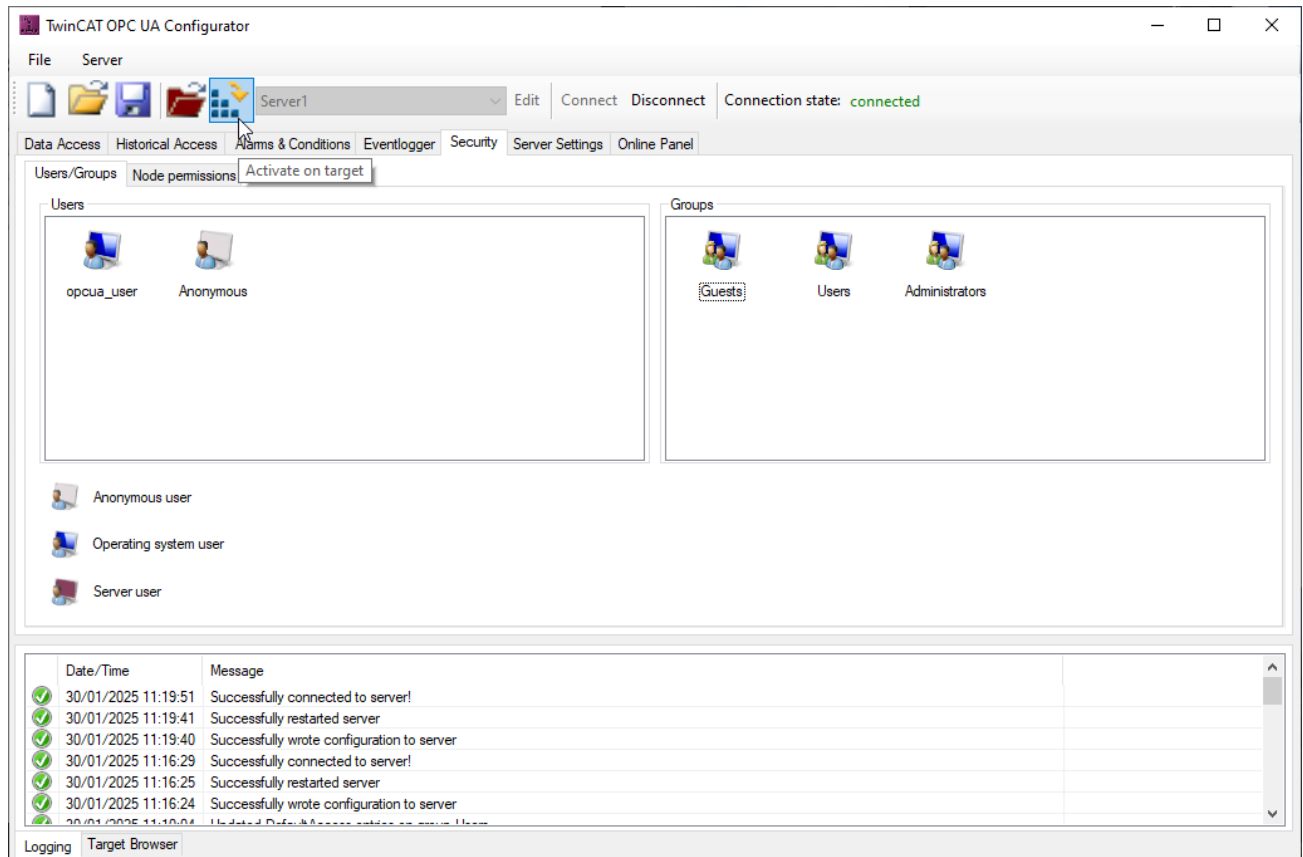 TwinCAT OPC UA Configurator
File Server
Server1 Edit Connect Disconnect Connection state: connected
Data Access Historical Access Alarms & Conditions Eventlogger Security Server Settings Online Panel
Users/Groups Node permissions Activate on target
Users Groups
opcua_user Anonymous Guests Users Administrators
Anonymous user
Operating system user
Server user
Date/Time Message
30/01/2025 11:19:51 Successfully connected to server!
30/01/2025 11:19:41 Successfully restarted server
30/01/2025 11:19:40 Successfully wrote configuration to server
30/01/2025 11:16:29 Successfully connected to server!
30/01/2025 11:16:25 Successfully restarted server
30/01/2025 11:16:24 Successfully wrote configuration to server
Logging Target Browser